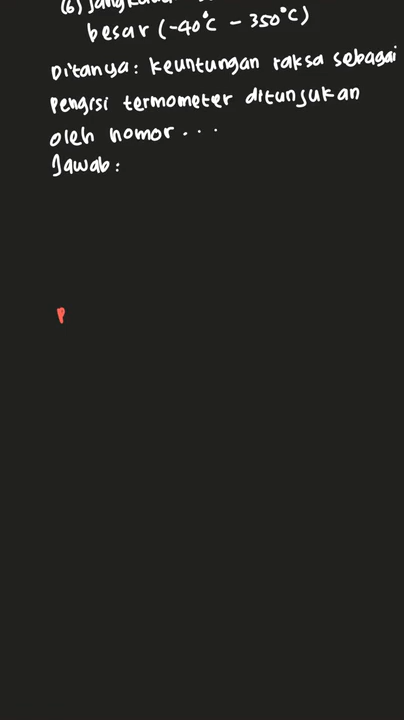 besar (-40°C - 350°C)
Ditanya: keuntungan raksa sebagai
pengisi termometer ditunjukan
oleh nomor...
Jawab:
P